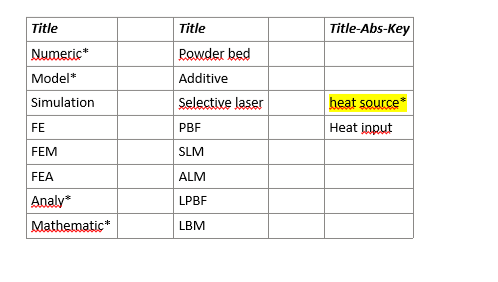 Title Title Title-Abs-Key
Numeric* Powder bed
Model* Additive
Simulation Selective laser heat source*
FE PBF Heat input
FEM SLM
FEA ALM
Analy* LPBF
Mathematic* LBM